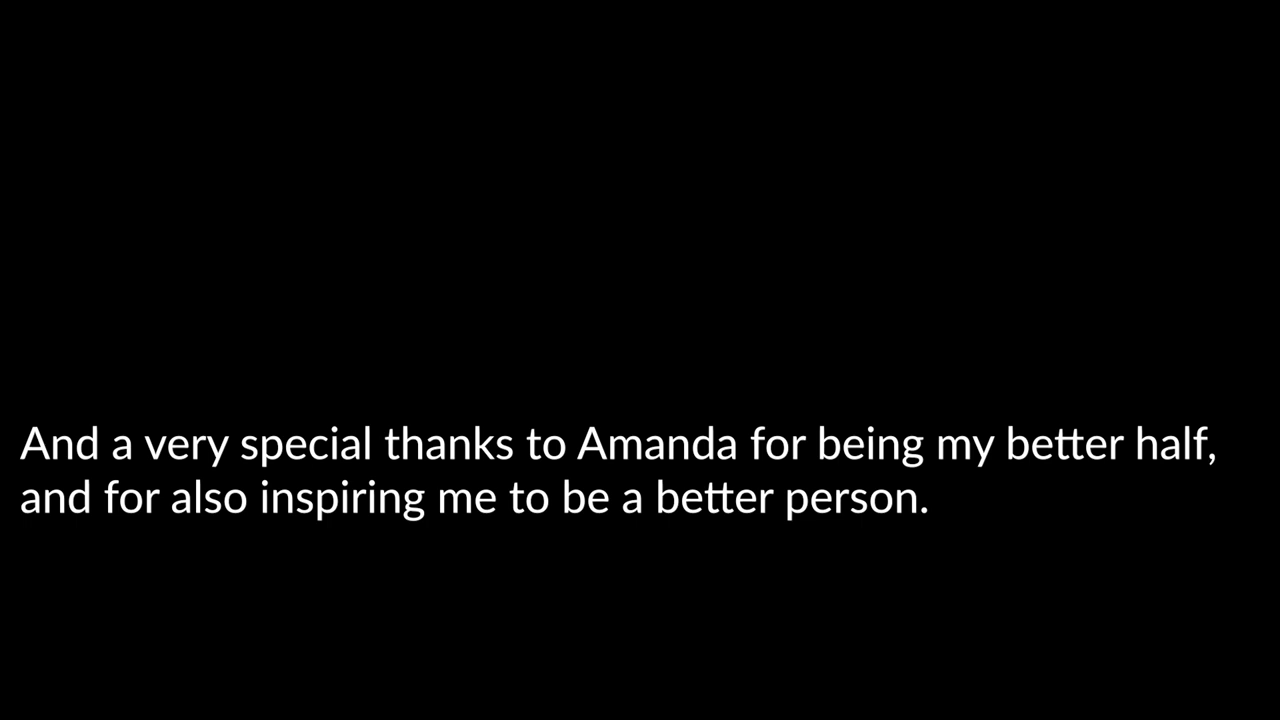 And a very special thanks to Amanda for being my better half,
and for also inspiring me to be a better person.